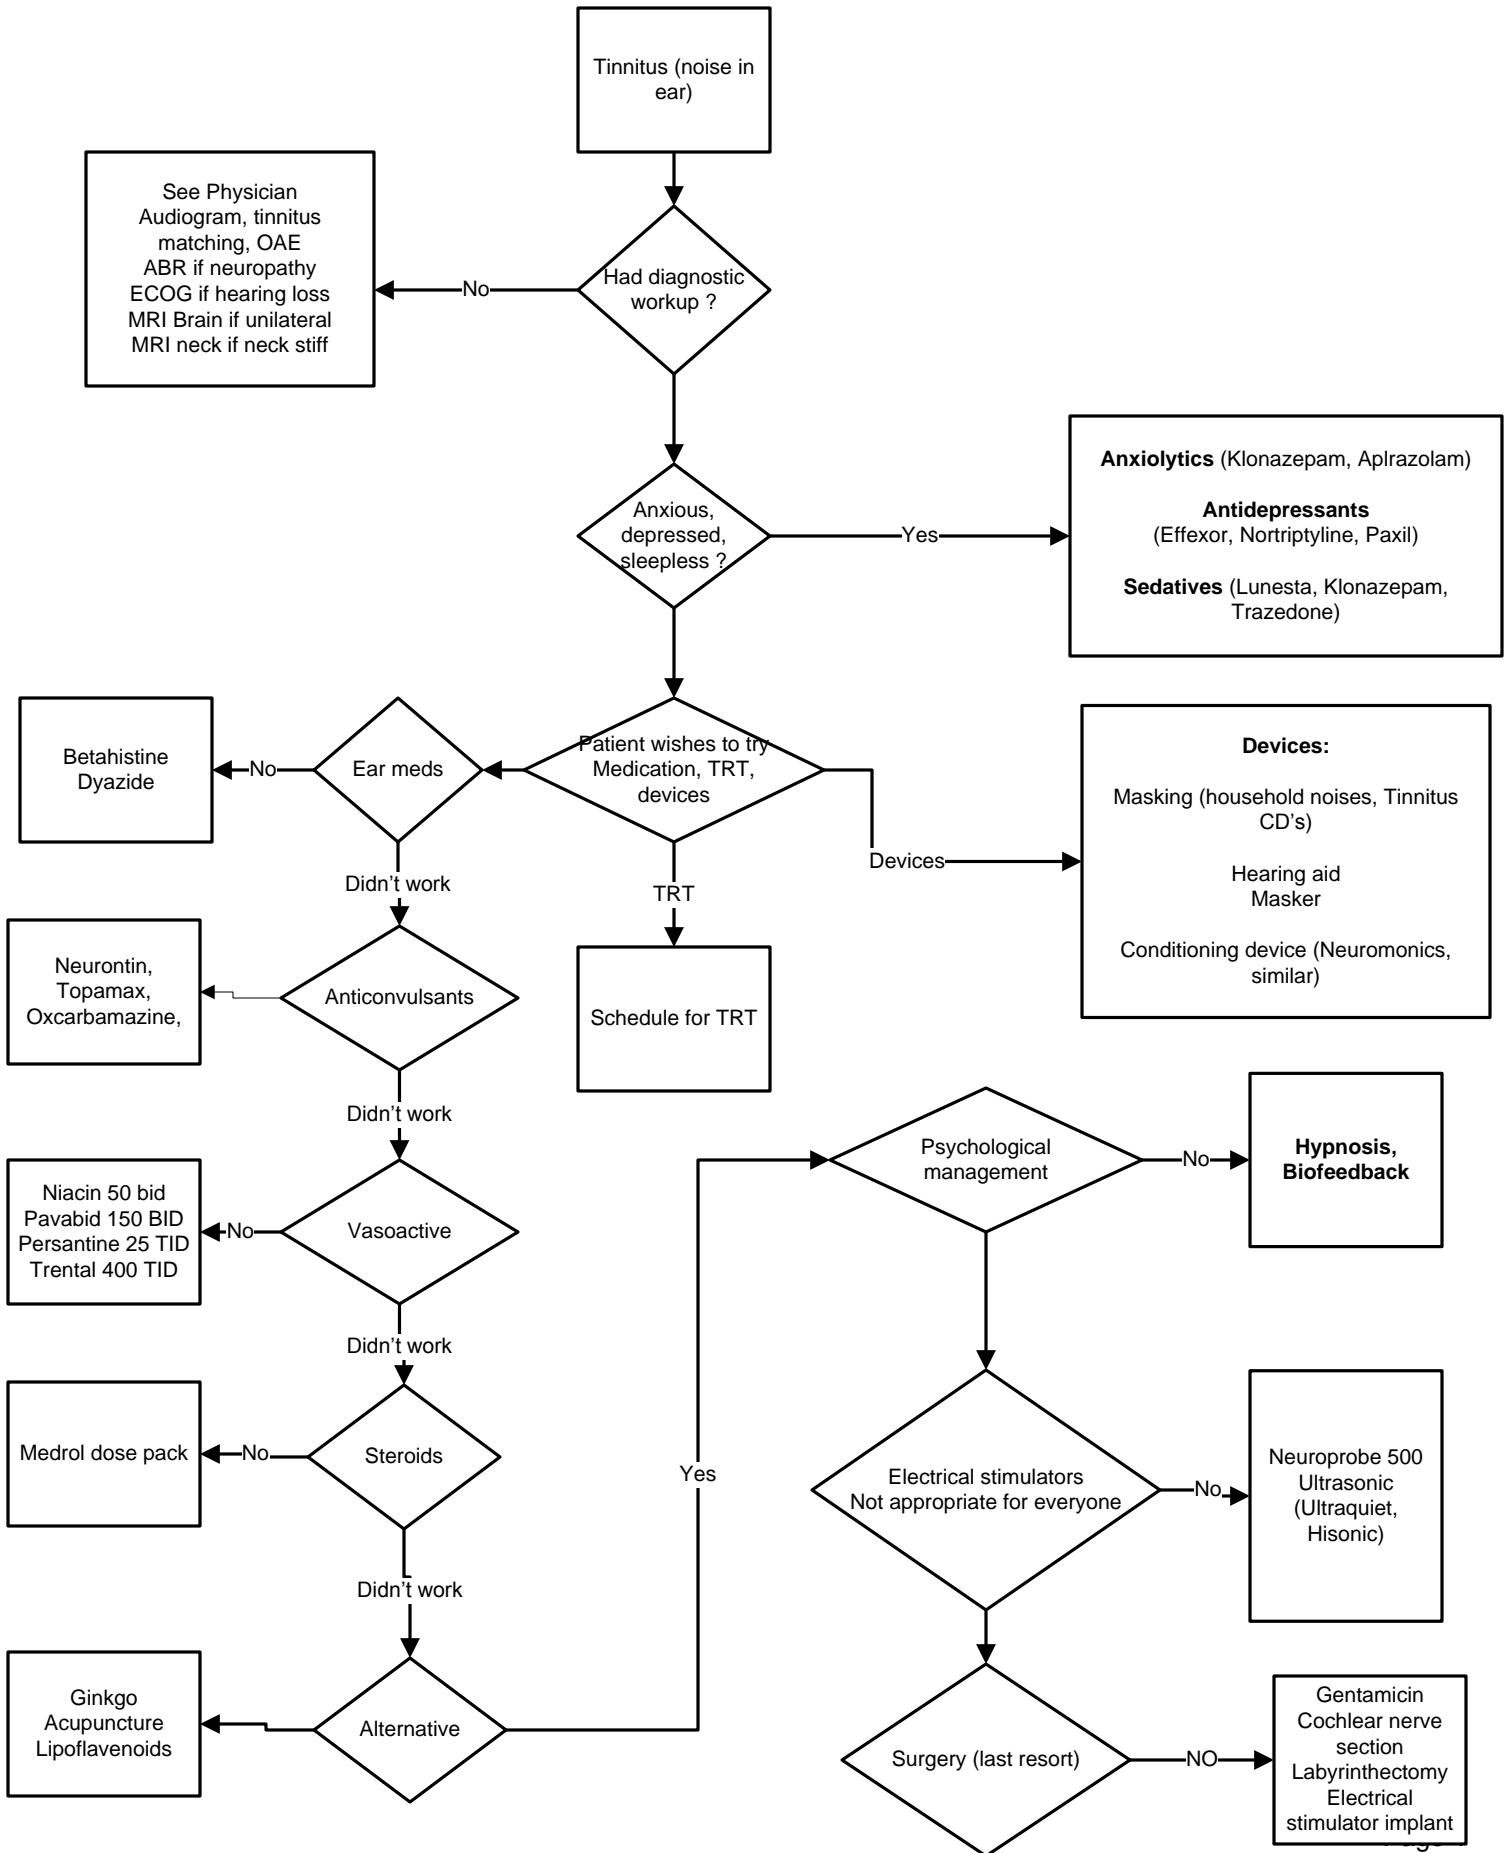 Tinnitus (noise in
ear)
See Physician
Audiogram, tinnitus
matching, OAE
ABR if neuropathy
ECOG if hearing loss
MRI Brain if unilateral
MRI neck if neck stiff
No
Had diagnostic
workup ?
Anxious,
depressed,
sleepless ?
Yes
Anxiolytics (Klonazepam, Aplrazolam)
Antidepressants
(Effexor, Nortriptyline, Paxil)
Sedatives (Lunesta, Klonazepam,
Trazedone)
Betahistine
Dyazide
No
Ear meds
Patient wishes to try
Medication, TRT,
devices
Devices
Devices:
Masking (household noises, Tinnitus
CD's)
Hearing aid
Masker
Conditioning device (Neuromonics,
similar)
Didn't work
TRT
Schedule for TRT
Neurontin,
Topamax,
Oxcarbamazine,
Anticonvulsants
Didn't work
Niacin 50 bid
Pavabid 150 BID
Persantine 25 TID
Trental 400 TID
No
Vasoactive
Didn't work
Medrol dose pack
No
Steroids
Didn't work
Ginkgo
Acupuncture
Lipoflavenoids
Alternative
Yes
Psychological
management
No
Hypnosis,
Biofeedback
Electrical stimulators
Not appropriate for everyone
No
Neuroprobe 500
Ultrasonic
(Ultraquiet,
Hisonic)
Surgery (last resort)
NO
Gentamicin
Cochlear nerve
section
Labyrinthectomy
Electrical
stimulator implant